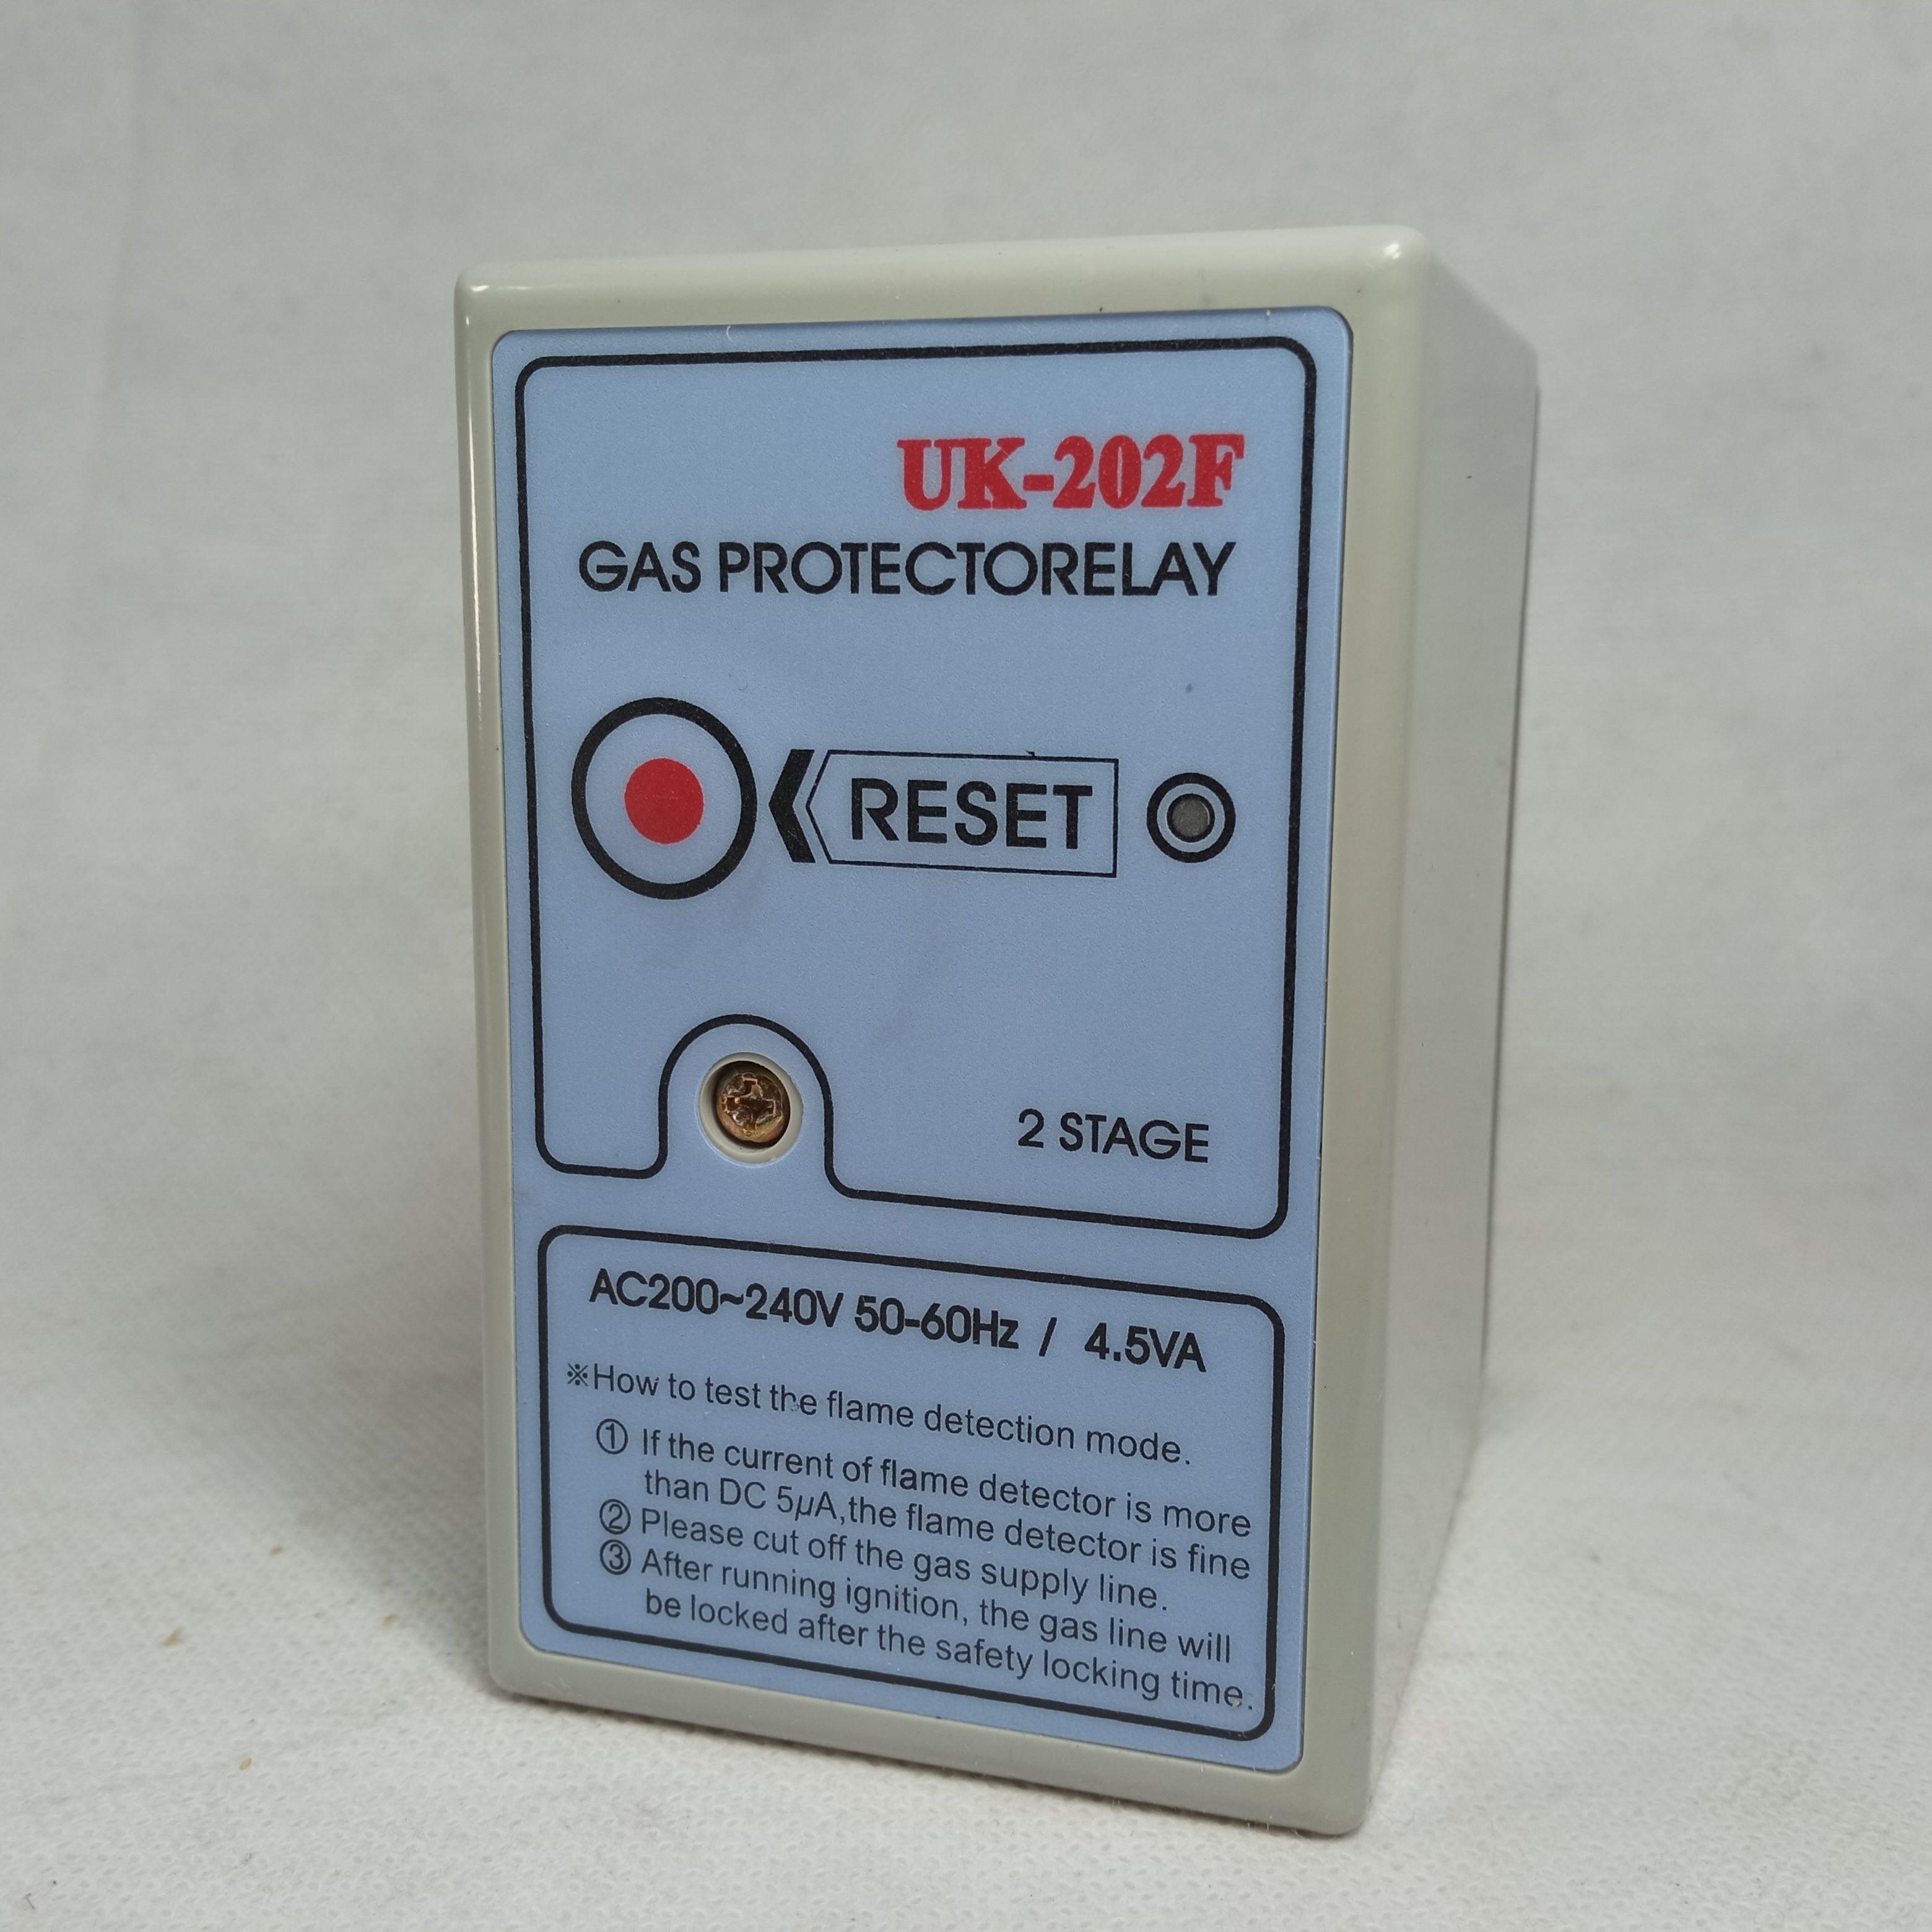 UK-202F
GAS PROTECTORELAY
RESET
2 STAGE
AC200~240V 50-60Hz / 4.5VA
※How to test the flame detection mode.
① If the current of flame detector is more
than DC 5µA,the flame detector is fine
② Please cut off the gas supply line.
③ After running ignition, the gas line will
be locked after the safety locking time.